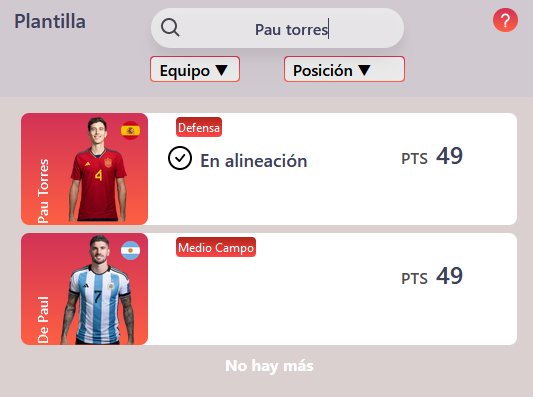 Plantilla
Pau torres
?
Equipo ▼
Posición ▼
Pau Torres
4
Defensa
En alineación
PTS 49
De Paul
7
Medio Campo
PTS 49
No hay más